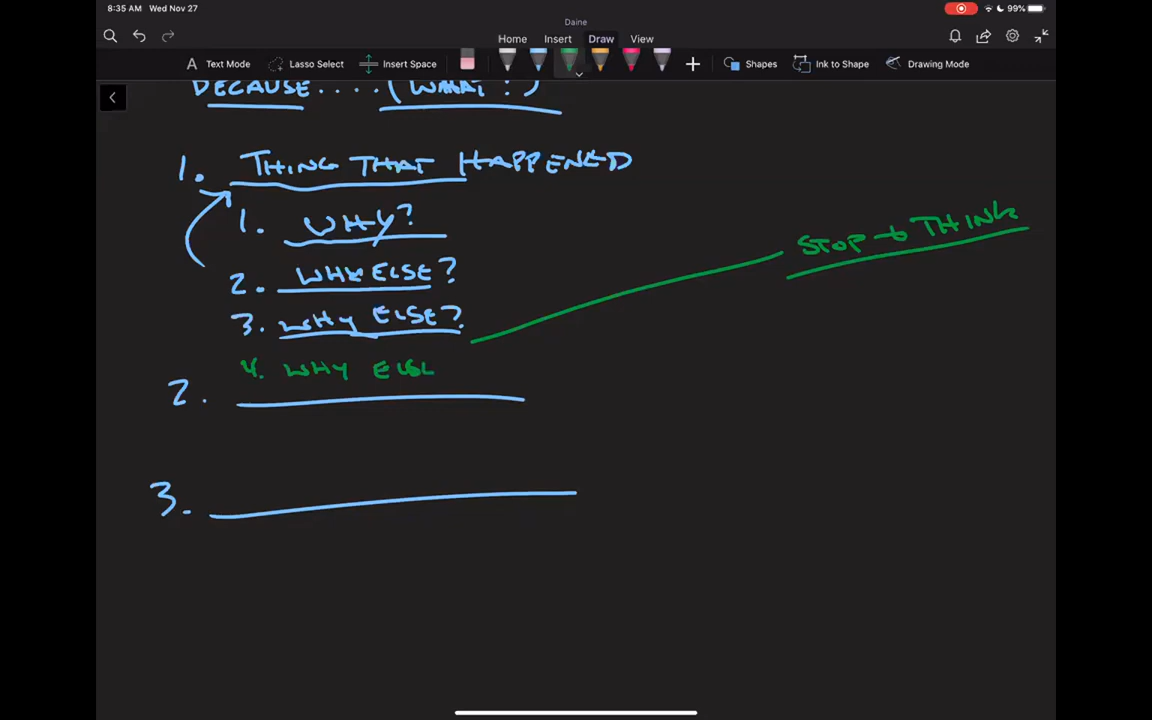 8:35 AM Wed Nov 27
99%
Daine
Home Insert Draw View
Text Mode Lasso Select Insert Space Shapes Ink to Shape Drawing Mode
BECAUSE....(WHAT?)
1. THING THAT HAPPENED
1. WHY?
STOP to THINK
2. WHY ELSE?
3. WHY ELSE?
4. WHY ELSE
2.
3.